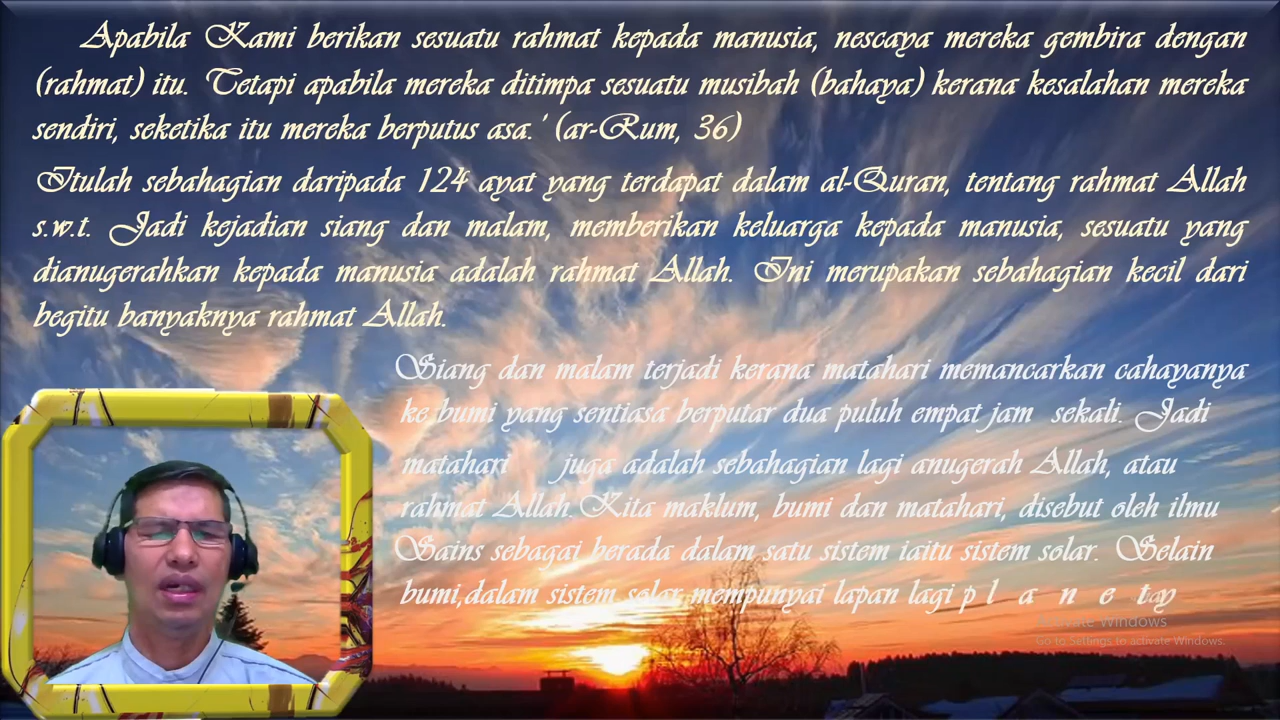 Apabila Kami berikan sesuatu rahmat kepada manusia, nescaya mereka gembira dengan
(rahmat) itu. Tetapi apabila mereka ditimpa sesuatu musibah (bahaya) kerana kesalahan mereka
sendiri, seketika itu mereka berputus asa.' (ar-Rum, 36)
Itulah sebahagian daripada 124 ayat yang terdapat dalam al-Quran, tentang rahmat Allah
s.w.t. Jadi kejadian siang dan malam, memberikan keluarga kepada manusia, sesuatu yang
dianugerahkan kepada manusia adalah rahmat Allah. Ini merupakan sebahagian kecil dari
begitu banyaknya rahmat Allah.
Siang dan malam terjadi kerana matahari memancarkan cahayanya
ke bumi yang sentiasa berputar dua puluh empat jam sekali. Jadi
matahari juga adalah sebahagian lagi anugerah Allah, atau
rahmat Allah.Kita maklum, bumi dan matahari, disebut oleh ilmu
Sains sebagai berada dalam satu sistem iaitu sistem solar. Selain
bumi,dalam sistem solar mempunyai lapan lagi p l a n e t
Activate Windows
Go to Settings to activate Windows.